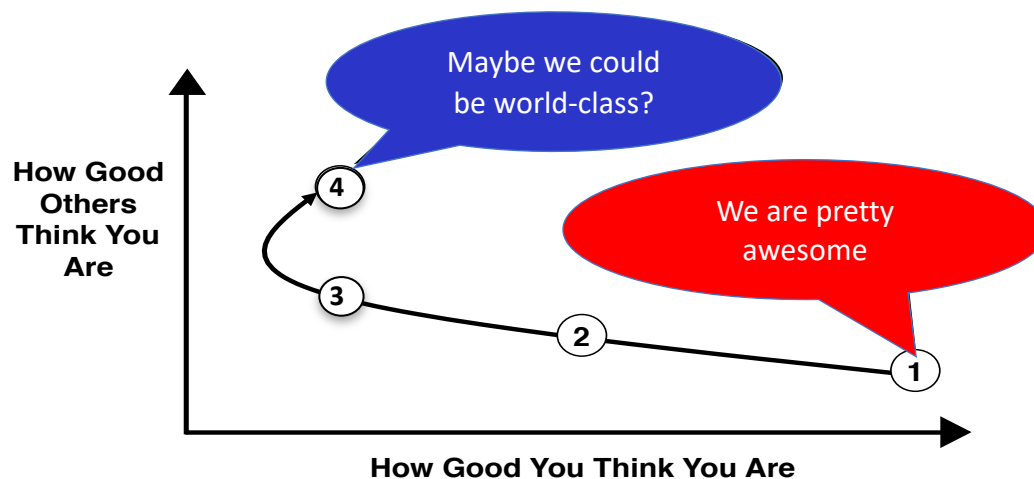 Maybe we could
be world-class?
How Good
Others
Think You
Are
4
We are pretty
awesome
3
2
1
How Good You Think You Are